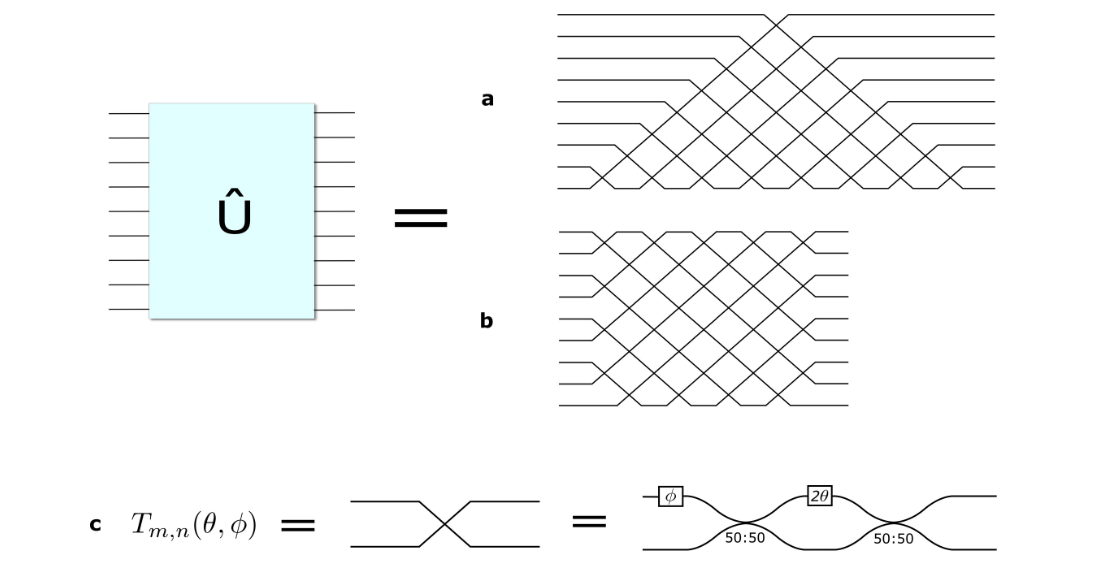 a
Û
=
b
c T_{m,n}(θ, ϕ) = = ϕ 2θ
50:50 50:50